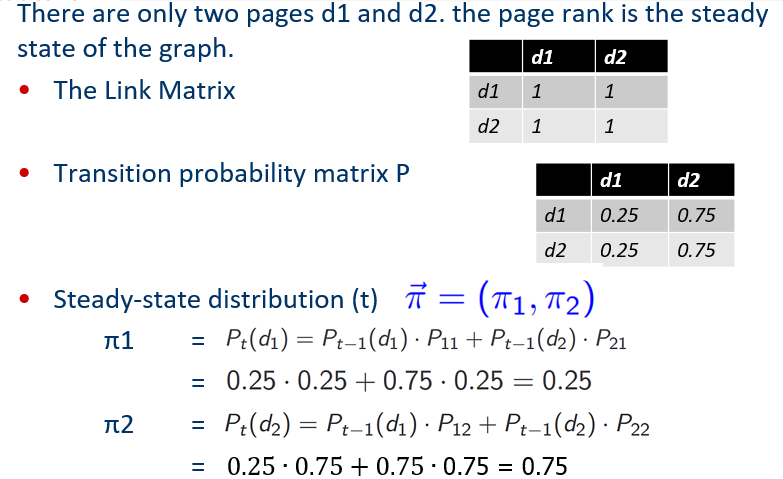 There are only two pages d1 and d2. the page rank is the steady
state of the graph.
• The Link Matrix
d1 d2
d1 1 1
d2 1 1
• Transition probability matrix P
d1 d2
d1 0.25 0.75
d2 0.25 0.75
• Steady-state distribution (t) π⃗ = (π₁, π₂)
π1 = Pₜ(d₁) = Pₜ₋₁(d₁) · P₁₁ + Pₜ₋₁(d₂) · P₂₁
= 0.25 · 0.25 + 0.75 · 0.25 = 0.25
π2 = Pₜ(d₂) = Pₜ₋₁(d₁) · P₁₂ + Pₜ₋₁(d₂) · P₂₂
= 0.25 · 0.75 + 0.75 · 0.75 = 0.75